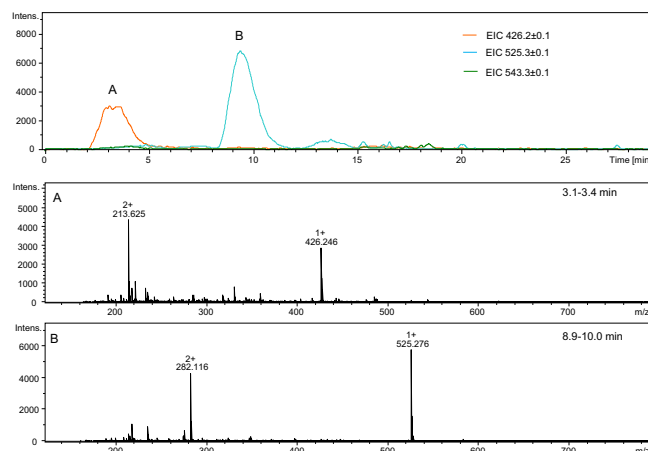 Intens.
8000
6000
4000
2000
0
A
B
EIC 426.2±0.1
EIC 525.3±0.1
EIC 543.3±0.1
0 5 10 15 20 25 Time [min
Intens.
5000
4000
3000
2000
1000
0
A
3.1-3.4 min
2+
213.625
1+
426.246
200 300 400 500 600 700 m/z
Intens.
6000
4000
2000
0
B
8.9-10.0 min
2+
282.116
1+
525.276
200 300 400 500 600 700 m/z